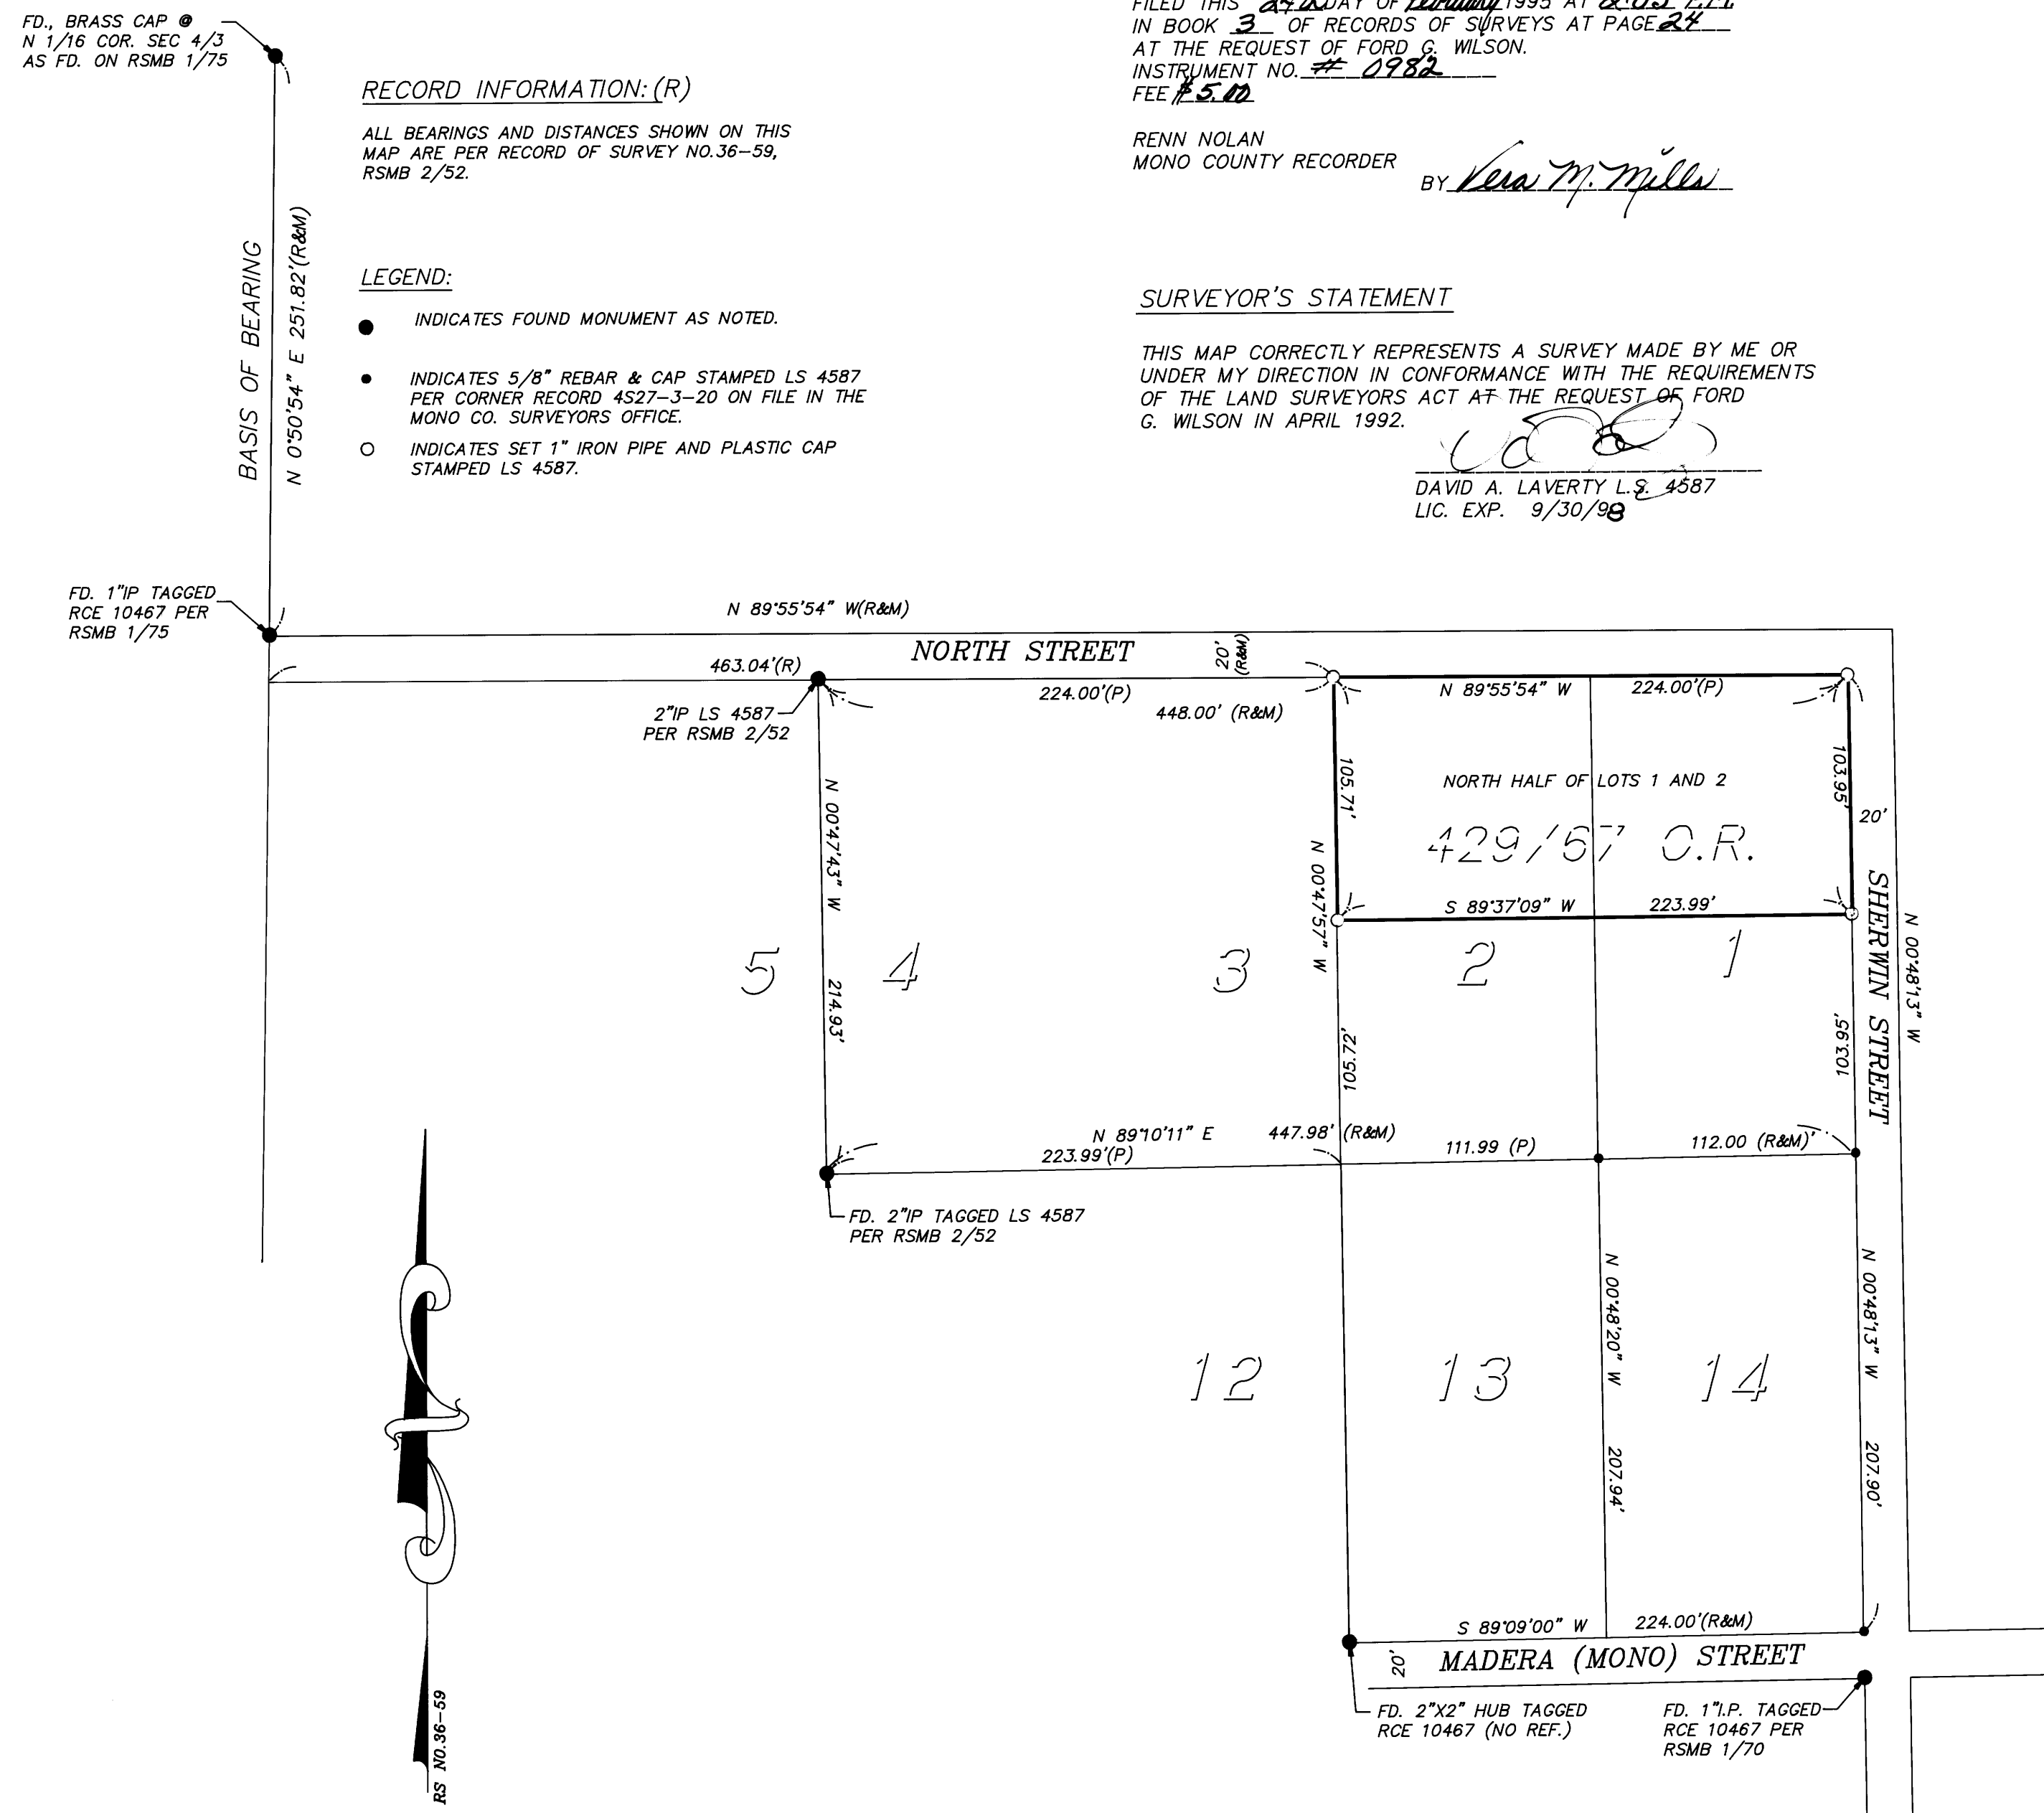 FD., BRASS CAP @
N 1/16 COR. SEC 4/3
AS FD. ON RSMB 1/75
FILED THIS 24th DAY OF February 1995 AT
IN BOOK 3 OF RECORDS OF SURVEYS AT PAGE 24
AT THE REQUEST OF FORD G. WILSON.
INSTRUMENT NO. # 0982
FEE $5.00
RENN NOLAN
MONO COUNTY RECORDER
BY Vera M. Mills
RECORD INFORMATION: (R)
ALL BEARINGS AND DISTANCES SHOWN ON THIS
MAP ARE PER RECORD OF SURVEY NO.36-59,
RSMB 2/52.
BASIS OF BEARING
N 0°50'54" E 251.82'(R&M)
LEGEND:
INDICATES FOUND MONUMENT AS NOTED.
INDICATES 5/8" REBAR & CAP STAMPED LS 4587
PER CORNER RECORD 4S27-3-20 ON FILE IN THE
MONO CO. SURVEYORS OFFICE.
INDICATES SET 1" IRON PIPE AND PLASTIC CAP
STAMPED LS 4587.
SURVEYOR'S STATEMENT
THIS MAP CORRECTLY REPRESENTS A SURVEY MADE BY ME OR
UNDER MY DIRECTION IN CONFORMANCE WITH THE REQUIREMENTS
OF THE LAND SURVEYORS ACT AT THE REQUEST OF FORD
G. WILSON IN APRIL 1992.
DAVID A. LAVERTY L.S. 4587
LIC. EXP. 9/30/98
FD. 1"IP TAGGED
RCE 10467 PER
RSMB 1/75
N 89°55'54" W(R&M)
NORTH STREET
20'
(R&M)
463.04'(R)
224.00'(P)
448.00' (R&M)
N 89°55'54" W
224.00'(P)
2"IP LS 4587
PER RSMB 2/52
N 00°47'43" W
214.93'
105.71'
N 00°47'57" W
105.72'
NORTH HALF OF LOTS 1 AND 2
429/67 O.R.
S 89°37'09" W
223.99'
103.95'
20'
SHERWIN STREET
N 00°48'13" W
103.95'
5
4
3
2
1
N 89°10'11" E
447.98' (R&M)
223.99'(P)
111.99 (P)
112.00 (R&M)'
FD. 2"IP TAGGED LS 4587
PER RSMB 2/52
N 00°48'20" W
207.94'
N 00°48'13" W
207.90'
12
13
14
S 89°09'00" W
224.00'(R&M)
20'
MADERA (MONO) STREET
FD. 2"X2" HUB TAGGED
RCE 10467 (NO REF.)
FD. 1"I.P. TAGGED
RCE 10467 PER
RSMB 1/70
RS NO.36-59